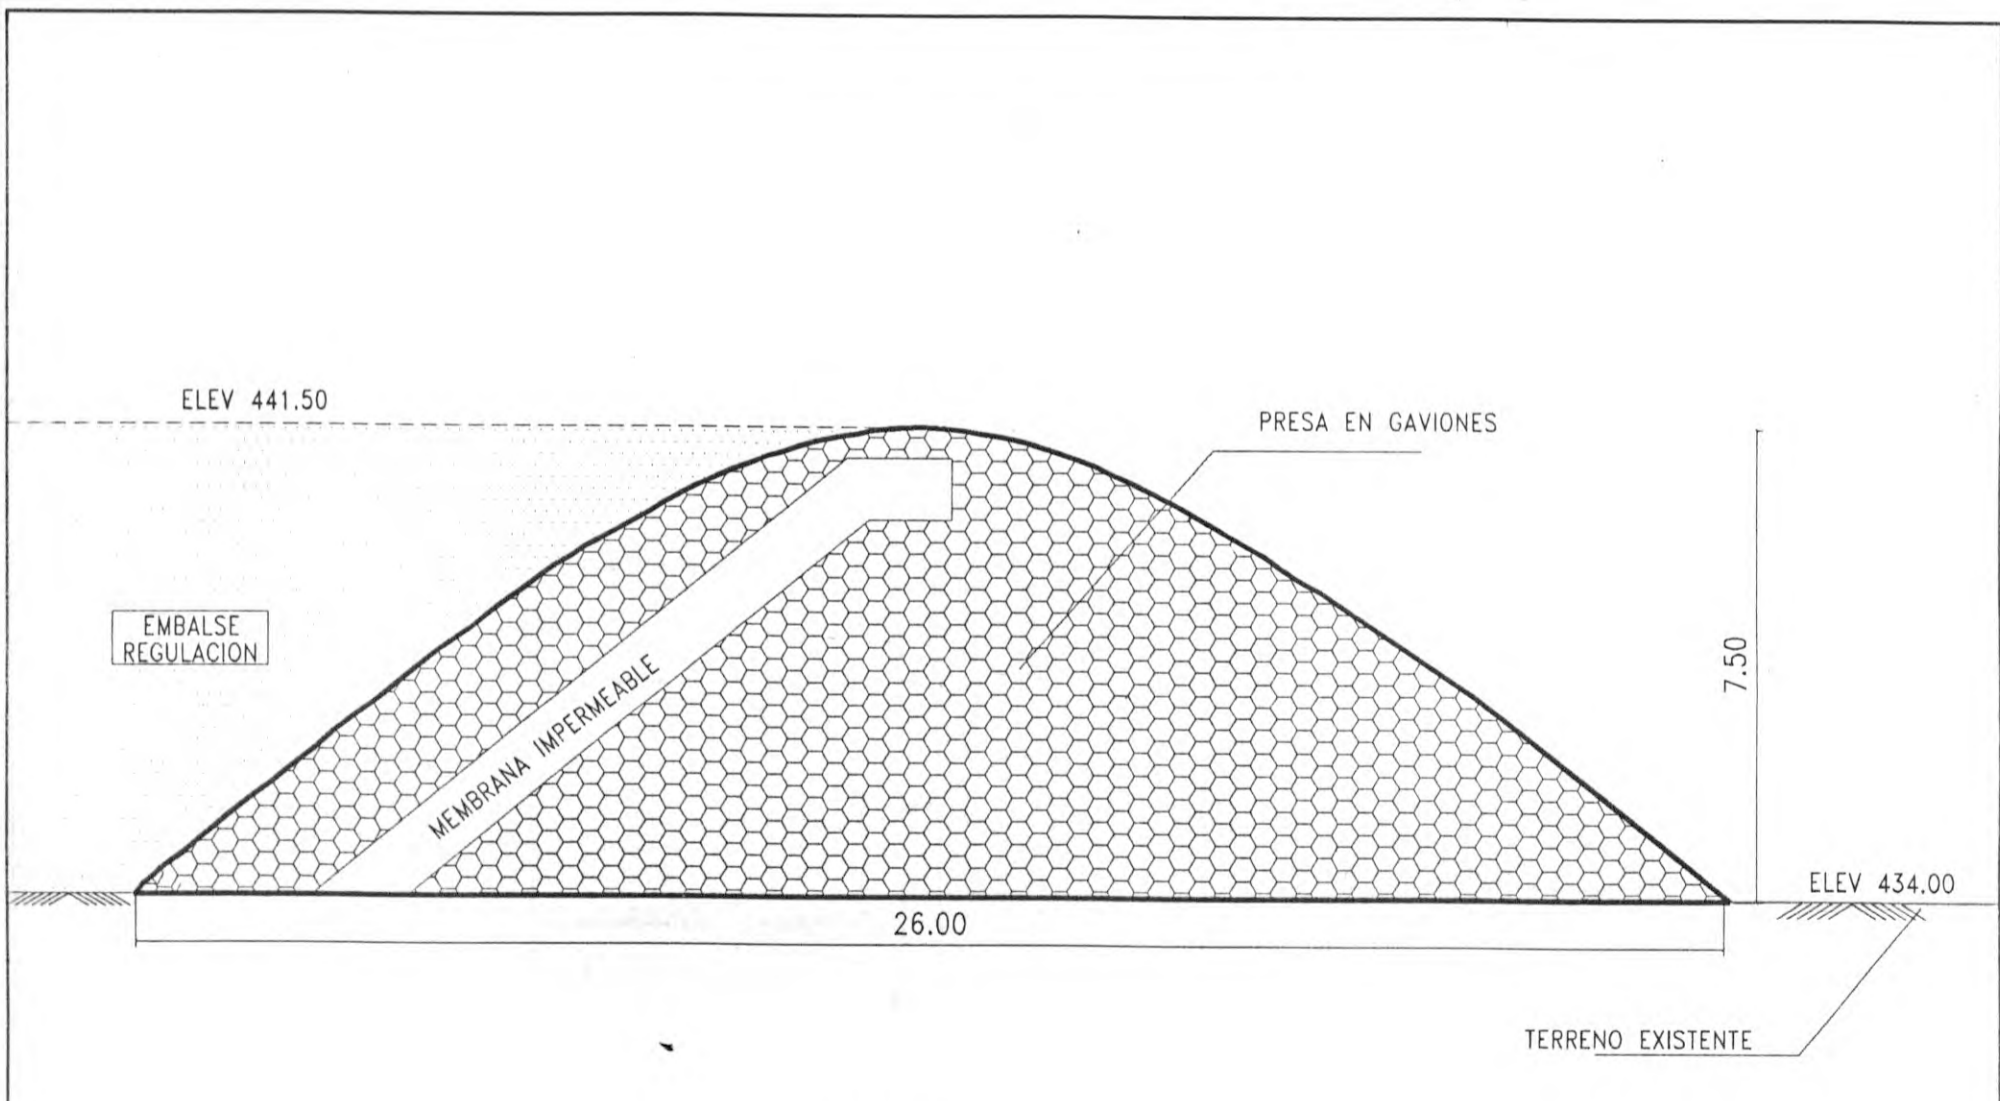 ELEV 441.50
PRESA EN GAVIONES
EMBALSE
REGULACION
MEMBRANA IMPERMEABLE
7.50
ELEV 434.00
26.00
TERRENO EXISTENTE